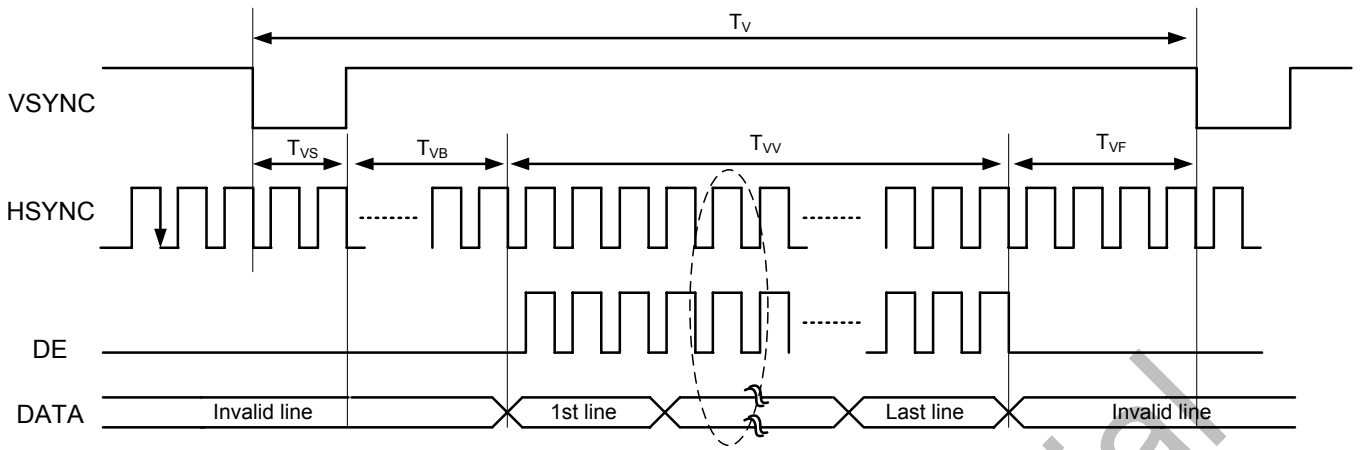 T_V
VSYNC
T_VS T_VB T_VV T_VF
HSYNC
DE
DATA Invalid line 1st line Last line Invalid line